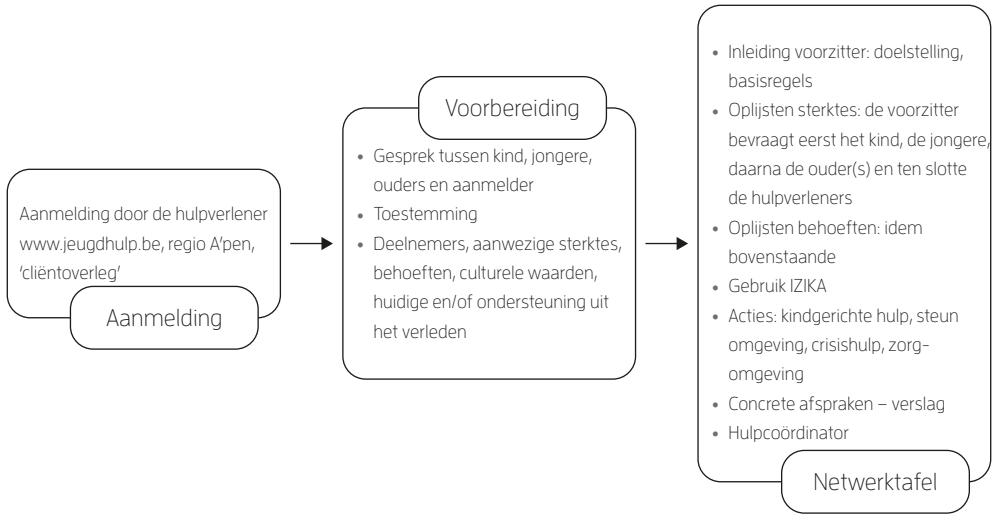 Aanmelding door de hulpverlener
www.jeugdhulp.be, regio A'pen,
'cliëntoverleg'
Aanmelding
Voorbereiding
• Gesprek tussen kind, jongere,
ouders en aanmelder
• Toestemming
• Deelnemers, aanwezige sterktes,
behoeften, culturele waarden,
huidige en/of ondersteuning uit
het verleden
• Inleiding voorzitter: doelstelling,
basisregels
• Oplijsten sterktes: de voorzitter
bevraagt eerst het kind, de jongere,
daarna de ouder(s) en ten slotte
de hulpverleners
• Oplijsten behoeften: idem
bovenstaande
• Gebruik IZIKA
• Acties: kindgerichte hulp, steun
omgeving, crisishulp, zorg-
omgeving
• Concrete afspraken – verslag
• Hulpcoördinator
Netwerktafel